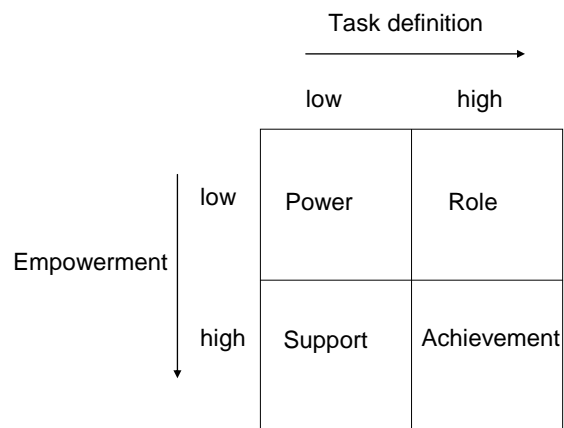 Task definition
low high
low Power Role
Empowerment
high Support Achievement